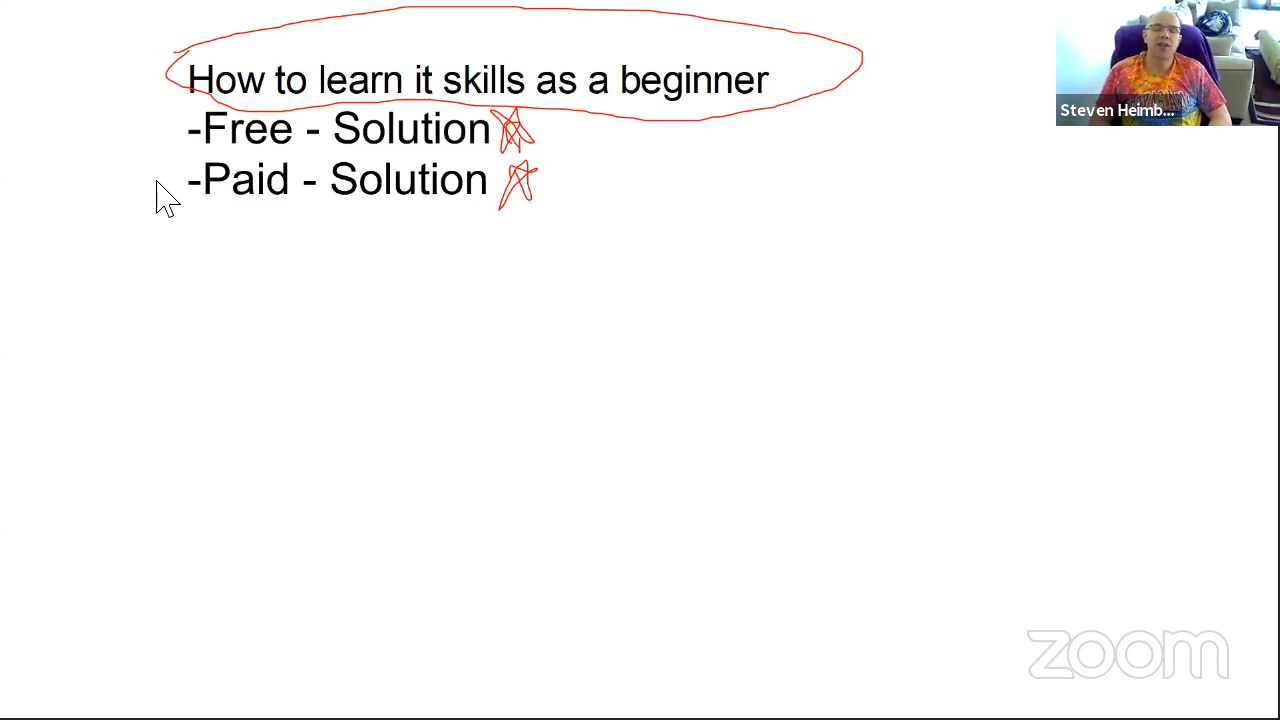 How to learn it skills as a beginner
-Free - Solution
-Paid - Solution
Steven Heimb...
zoom